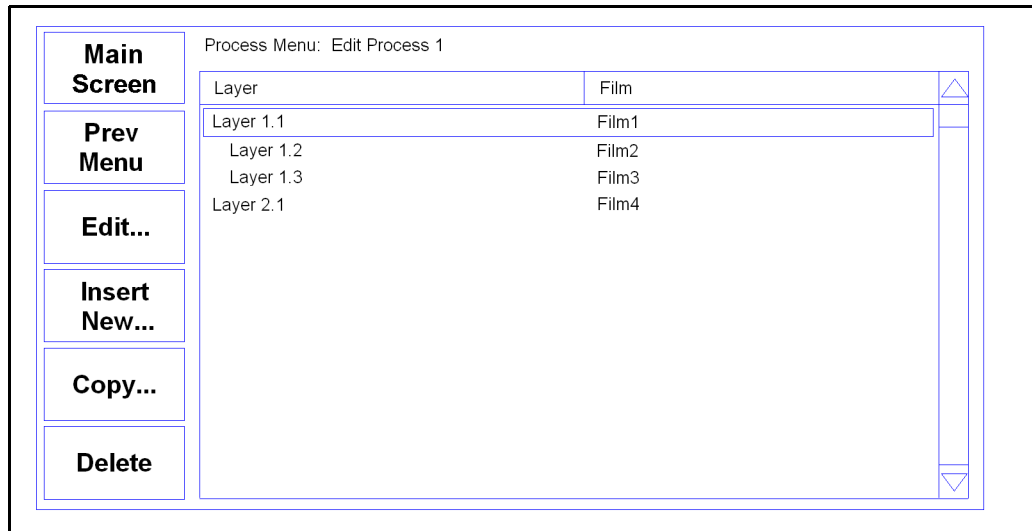 Main
Screen
Prev
Menu
Edit...
Insert
New...
Copy...
Delete
Process Menu: Edit Process 1
Layer Film
Layer 1.1 Film1
Layer 1.2 Film2
Layer 1.3 Film3
Layer 2.1 Film4